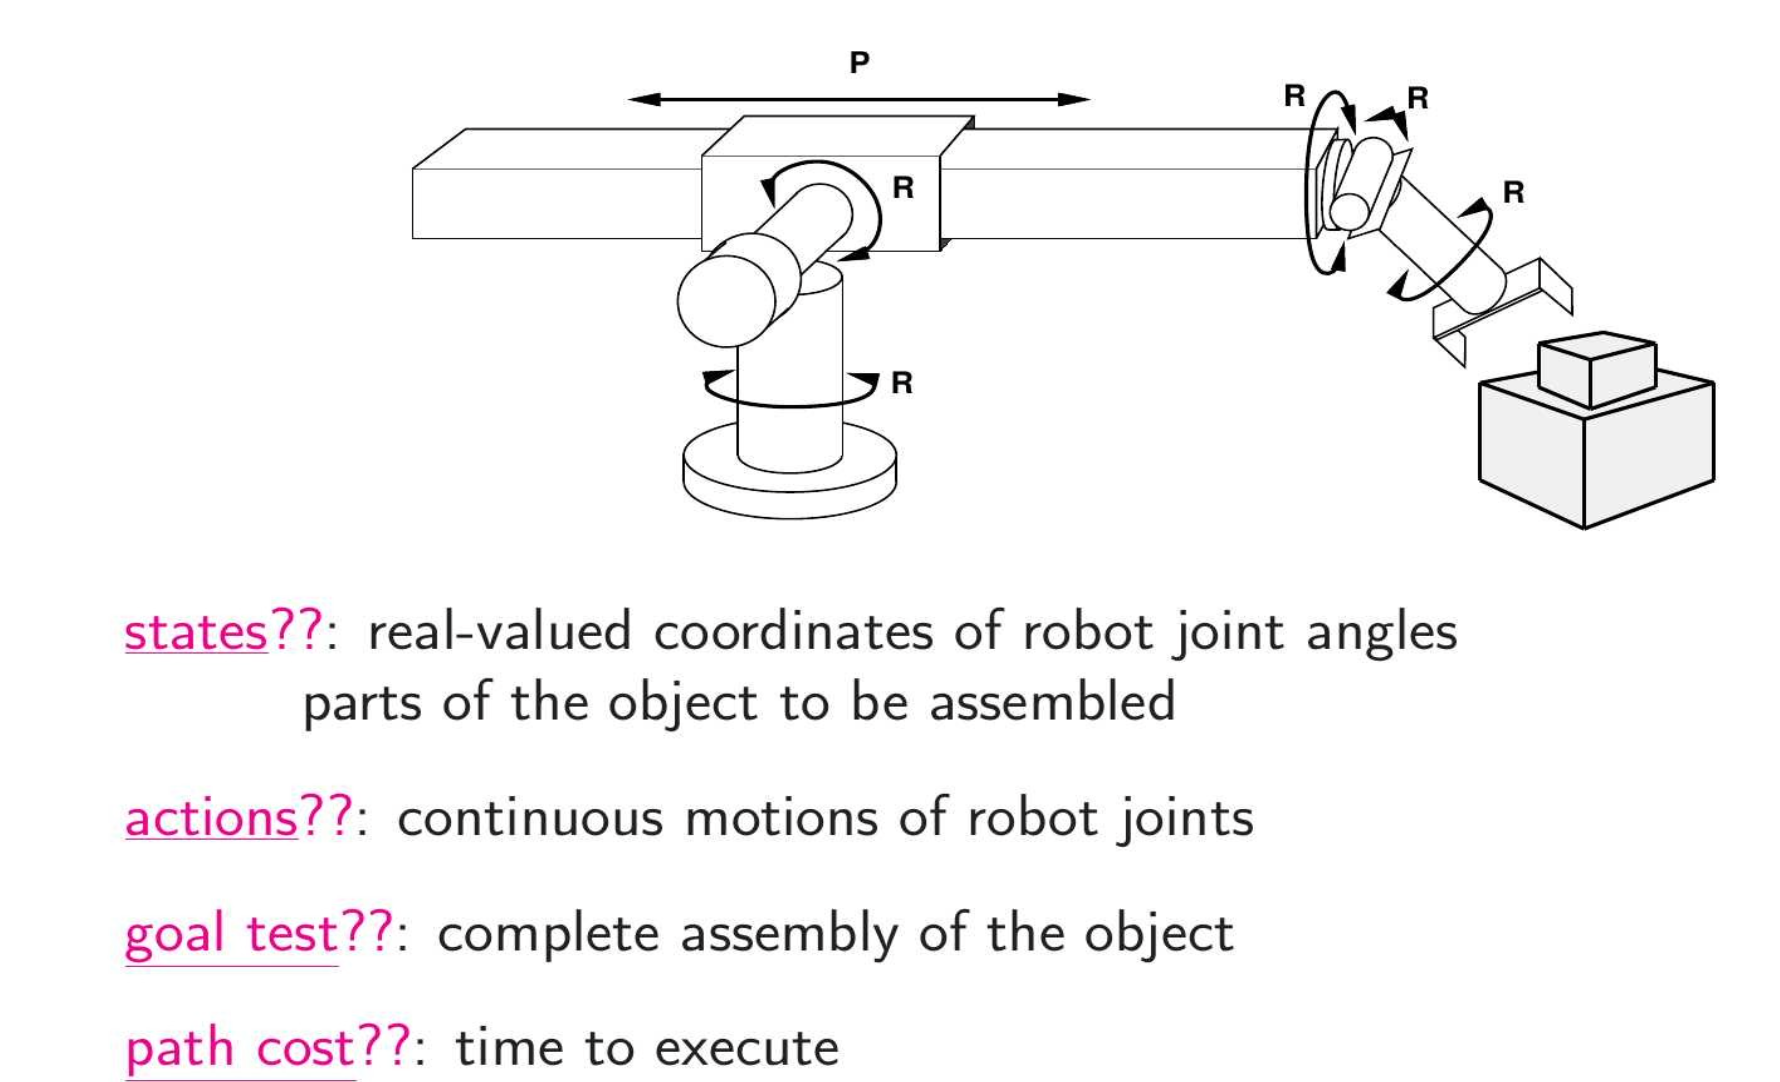 P
R
R
R
R
R
states??: real-valued coordinates of robot joint angles
parts of the object to be assembled
actions??: continuous motions of robot joints
goal test??: complete assembly of the object
path cost??: time to execute